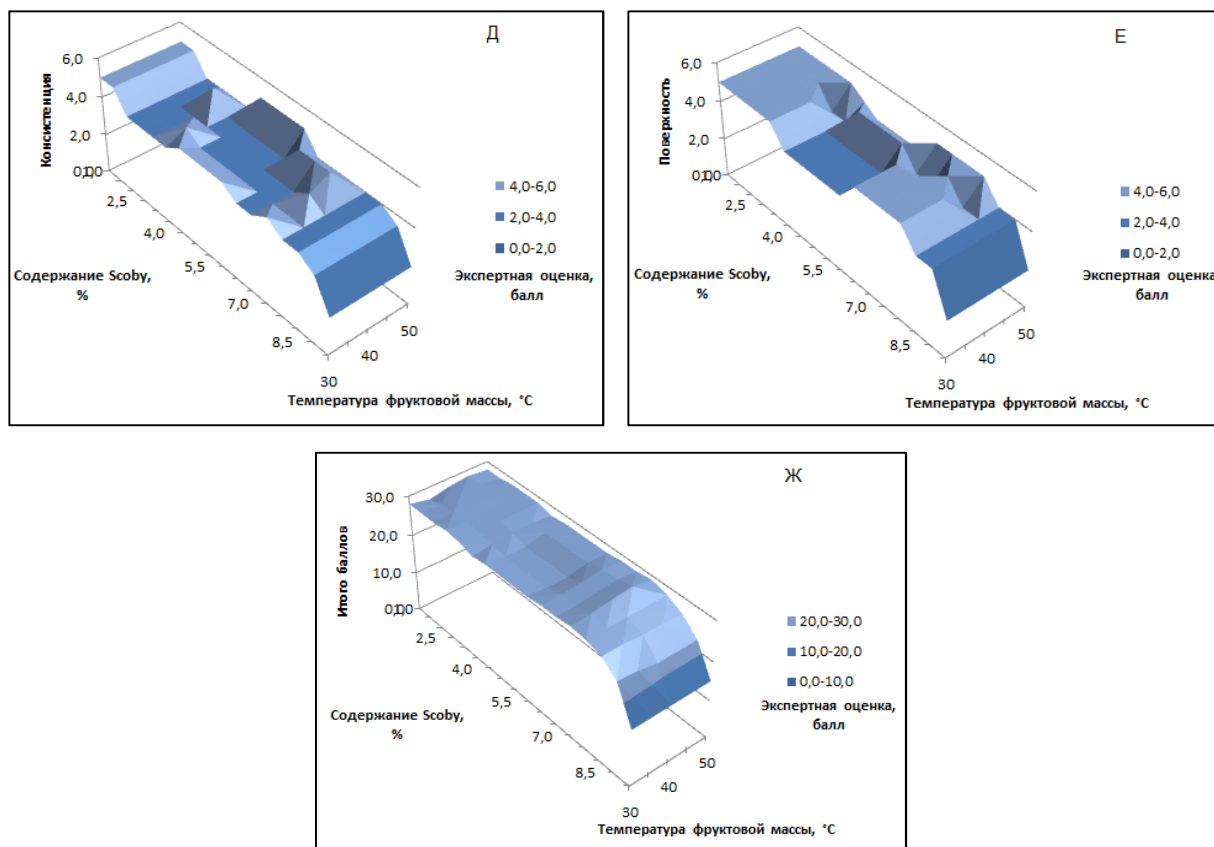 Д
Консистенция
6,0
4,0
2,0
0,0
1,0
2,5
4,0
5,5
7,0
8,5
Содержание Scoby,
%
4,0-6,0
2,0-4,0
0,0-2,0
Экспертная оценка,
балл
50
40
30
Температура фруктовой массы, °С
Е
Поверхность
6,0
4,0
2,0
0,0
1,0
2,5
4,0
5,5
7,0
8,5
Содержание Scoby,
%
4,0-6,0
2,0-4,0
0,0-2,0
Экспертная оценка,
балл
50
40
30
Температура фруктовой массы, °С
Ж
Итого баллов
30,0
20,0
10,0
0,0
1,0
2,5
4,0
5,5
7,0
8,5
Содержание Scoby,
%
20,0-30,0
10,0-20,0
0,0-10,0
Экспертная оценка,
балл
50
40
30
Температура фруктовой массы, °С